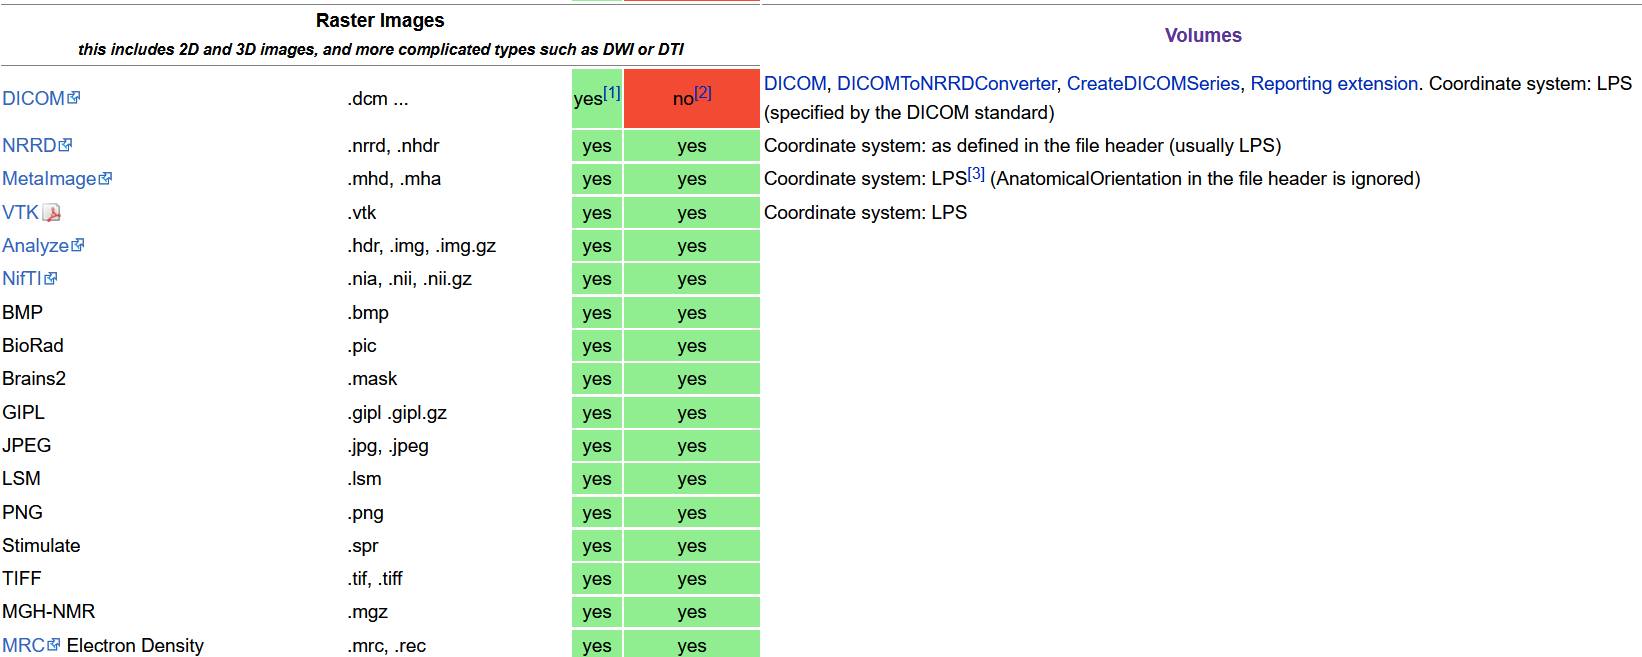 Raster Images
this includes 2D and 3D images, and more complicated types such as DWI or DTI
Volumes
DICOM .dcm ... yes[1] no[2] DICOM, DICOMToNRRDConverter, CreateDICOMSeries, Reporting extension. Coordinate system: LPS
(specified by the DICOM standard)
NRRD .nrrd, .nhdr yes yes Coordinate system: as defined in the file header (usually LPS)
MetaImage .mhd, .mha yes yes Coordinate system: LPS[3] (AnatomicalOrientation in the file header is ignored)
VTK .vtk yes yes Coordinate system: LPS
Analyze .hdr, .img, .img.gz yes yes
NifTI .nia, .nii, .nii.gz yes yes
BMP .bmp yes yes
BioRad .pic yes yes
Brains2 .mask yes yes
GIPL .gipl .gipl.gz yes yes
JPEG .jpg, .jpeg yes yes
LSM .lsm yes yes
PNG .png yes yes
Stimulate .spr yes yes
TIFF .tif, .tiff yes yes
MGH-NMR .mgz yes yes
MRC Electron Density .mrc, .rec yes yes